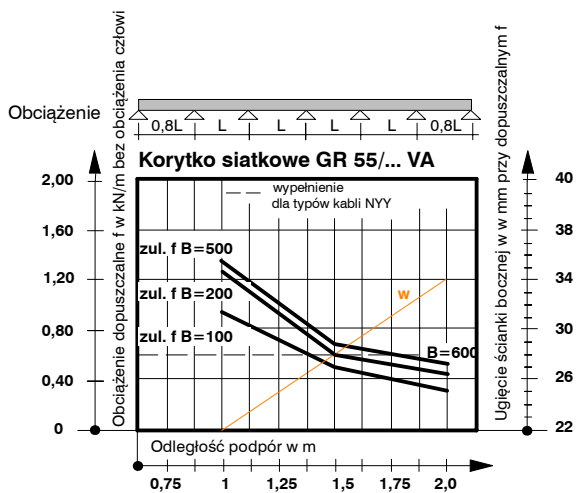 Obciążenie
0,8L L L L L 0,8L
Korytko siatkowe GR 55/... VA
Obciążenie dopuszczalne f w kN/m bez obciążenia człowi
2,00
1,60
1,20
0,80
0,40
0
wypełnienie
dla typów kabli NYY
zul. f B=500
zul. f B=200
zul. f B=100
w
B=600
Ugięcie ścianki bocznej w w mm przy dopuszczalnym f
40
36
34
30
28
26
22
Odległość podpór w m
0,75 1 1,25 1,5 1,75 2,0